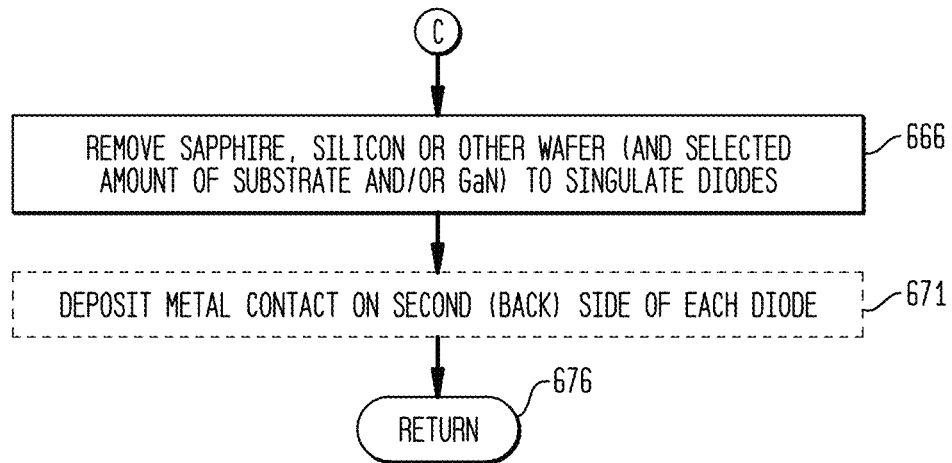 C
REMOVE SAPPHIRE, SILICON OR OTHER WAFER (AND SELECTED
AMOUNT OF SUBSTRATE AND/OR GaN) TO SINGULATE DIODES
666
DEPOSIT METAL CONTACT ON SECOND (BACK) SIDE OF EACH DIODE
671
676
RETURN